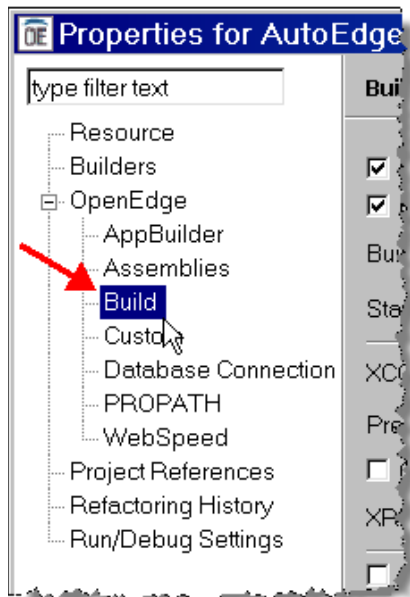 OE Properties for AutoEdge
type filter text
Resource
Builders
OpenEdge
AppBuilder
Assemblies
Build
Database Connection
PROPATH
WebSpeed
Project References
Refactoring History
Run/Debug Settings